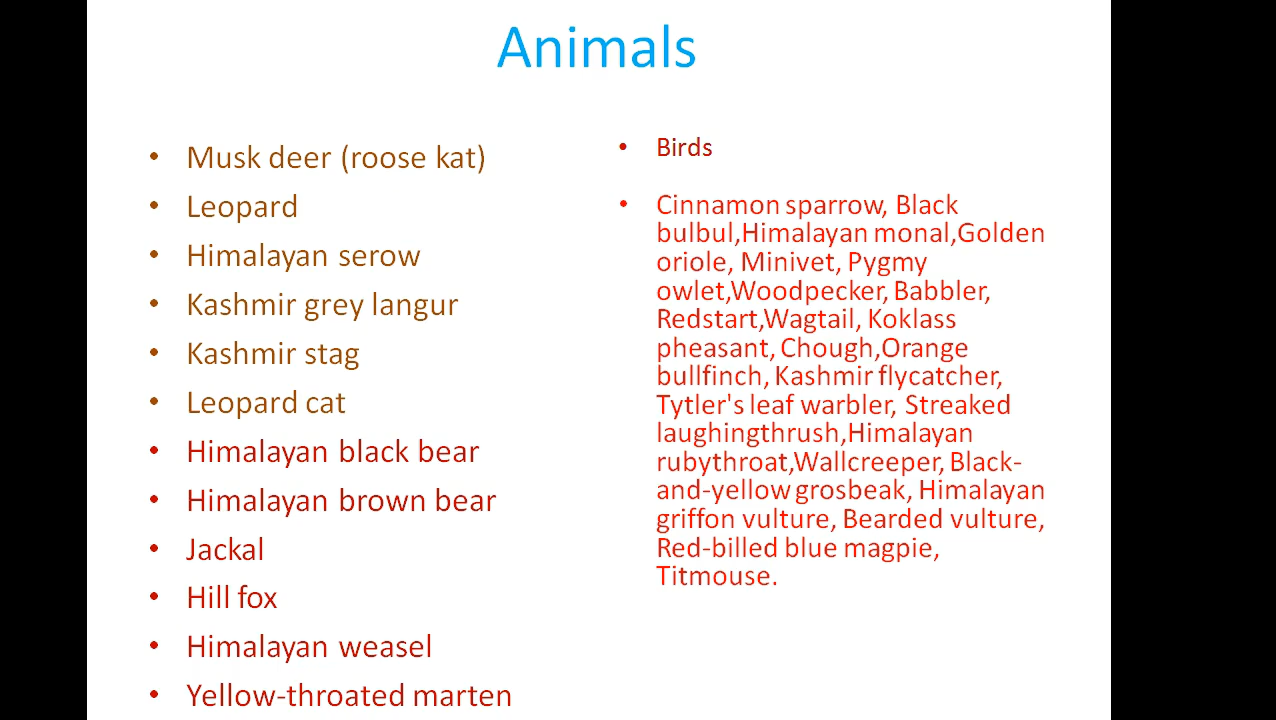 Animals
• Musk deer (roose kat)
• Leopard
• Himalayan serow
• Kashmir grey langur
• Kashmir stag
• Leopard cat
• Himalayan black bear
• Himalayan brown bear
• Jackal
• Hill fox
• Himalayan weasel
• Yellow-throated marten
• Birds
• Cinnamon sparrow, Black
bulbul,Himalayan monal,Golden
oriole, Minivet, Pygmy
owlet,Woodpecker, Babbler,
Redstart,Wagtail, Koklass
pheasant, Chough,Orange
bullfinch, Kashmir flycatcher,
Tytler's leaf warbler, Streaked
laughingthrush,Himalayan
rubythroat,Wallcreeper, Black-
and-yellow grosbeak, Himalayan
griffon vulture, Bearded vulture,
Red-billed blue magpie,
Titmouse.